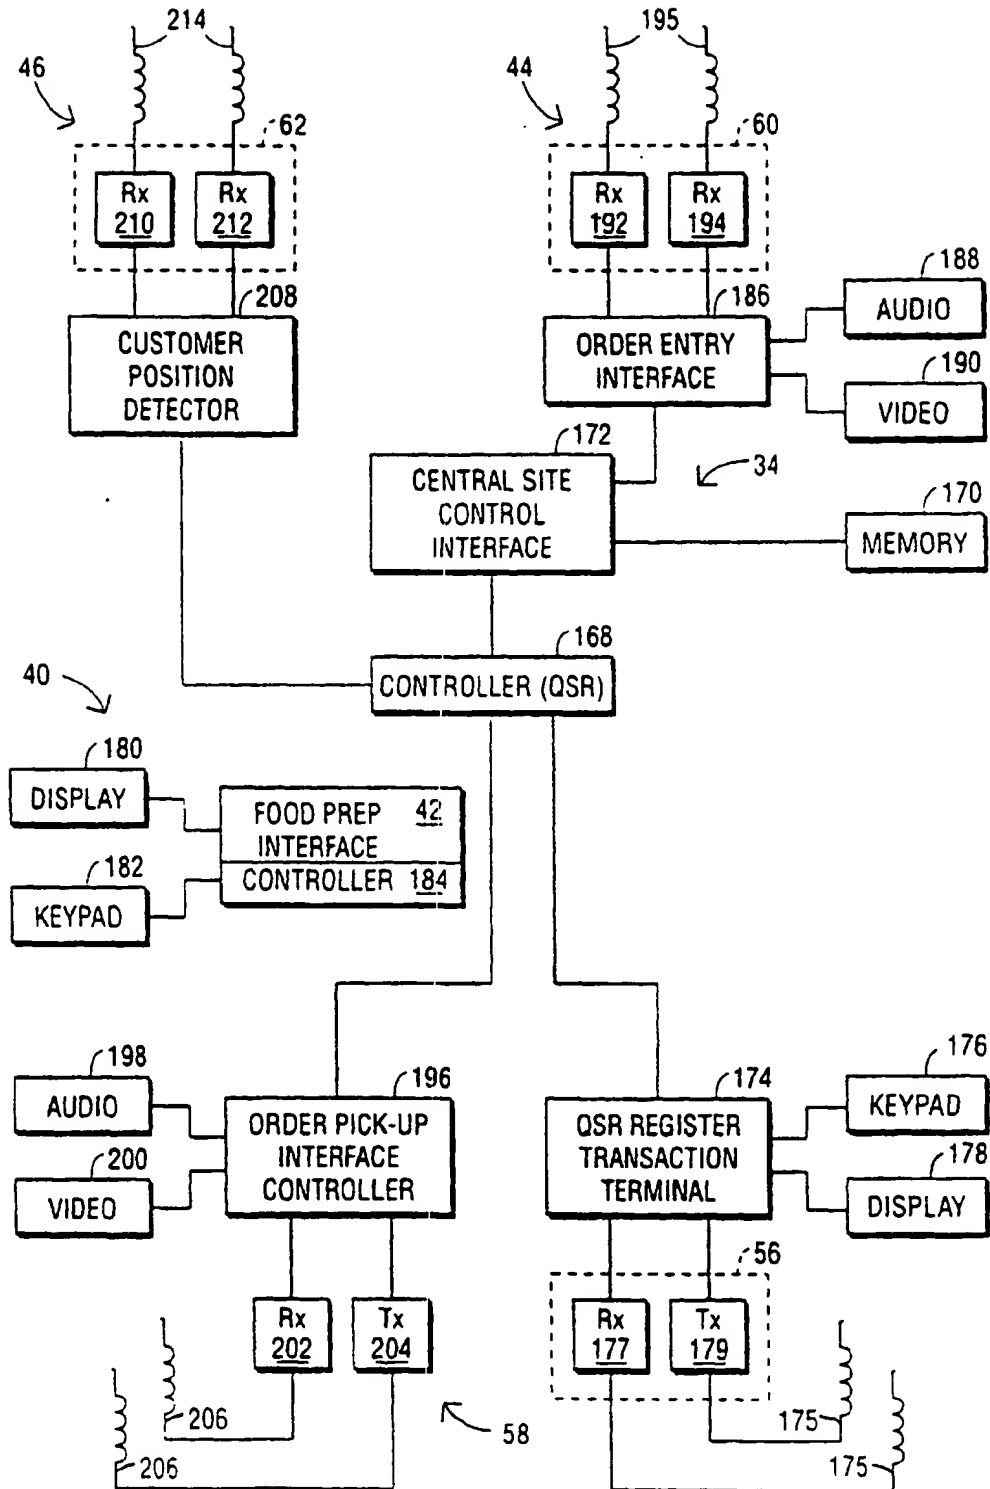 214
195
46
44
62
60
Rx
210
Rx
212
Rx
192
Rx
194
208
186
188
CUSTOMER
POSITION
DETECTOR
ORDER ENTRY
INTERFACE
AUDIO
190
VIDEO
172
34
CENTRAL SITE
CONTROL
INTERFACE
170
MEMORY
168
CONTROLLER (QSR)
40
180
DISPLAY
FOOD PREP 42
INTERFACE
CONTROLLER 184
182
KEYPAD
198
AUDIO
196
174
176
KEYPAD
ORDER PICK-UP
INTERFACE
CONTROLLER
QSR REGISTER
TRANSACTION
TERMINAL
200
VIDEO
178
DISPLAY
56
Rx
202
Tx
204
Rx
177
Tx
179
206
58
175
206
175